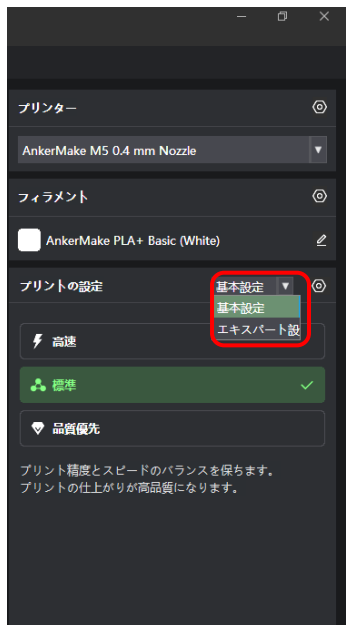 プリンター
AnkerMake M5 0.4 mm Nozzle
フィラメント
AnkerMake PLA+ Basic (White)
プリントの設定
基本設定
基本設定
エキスパート設
高速
標準
品質優先
プリント精度とスピードのバランスを保ちます。
プリントの仕上がりが高品質になります。